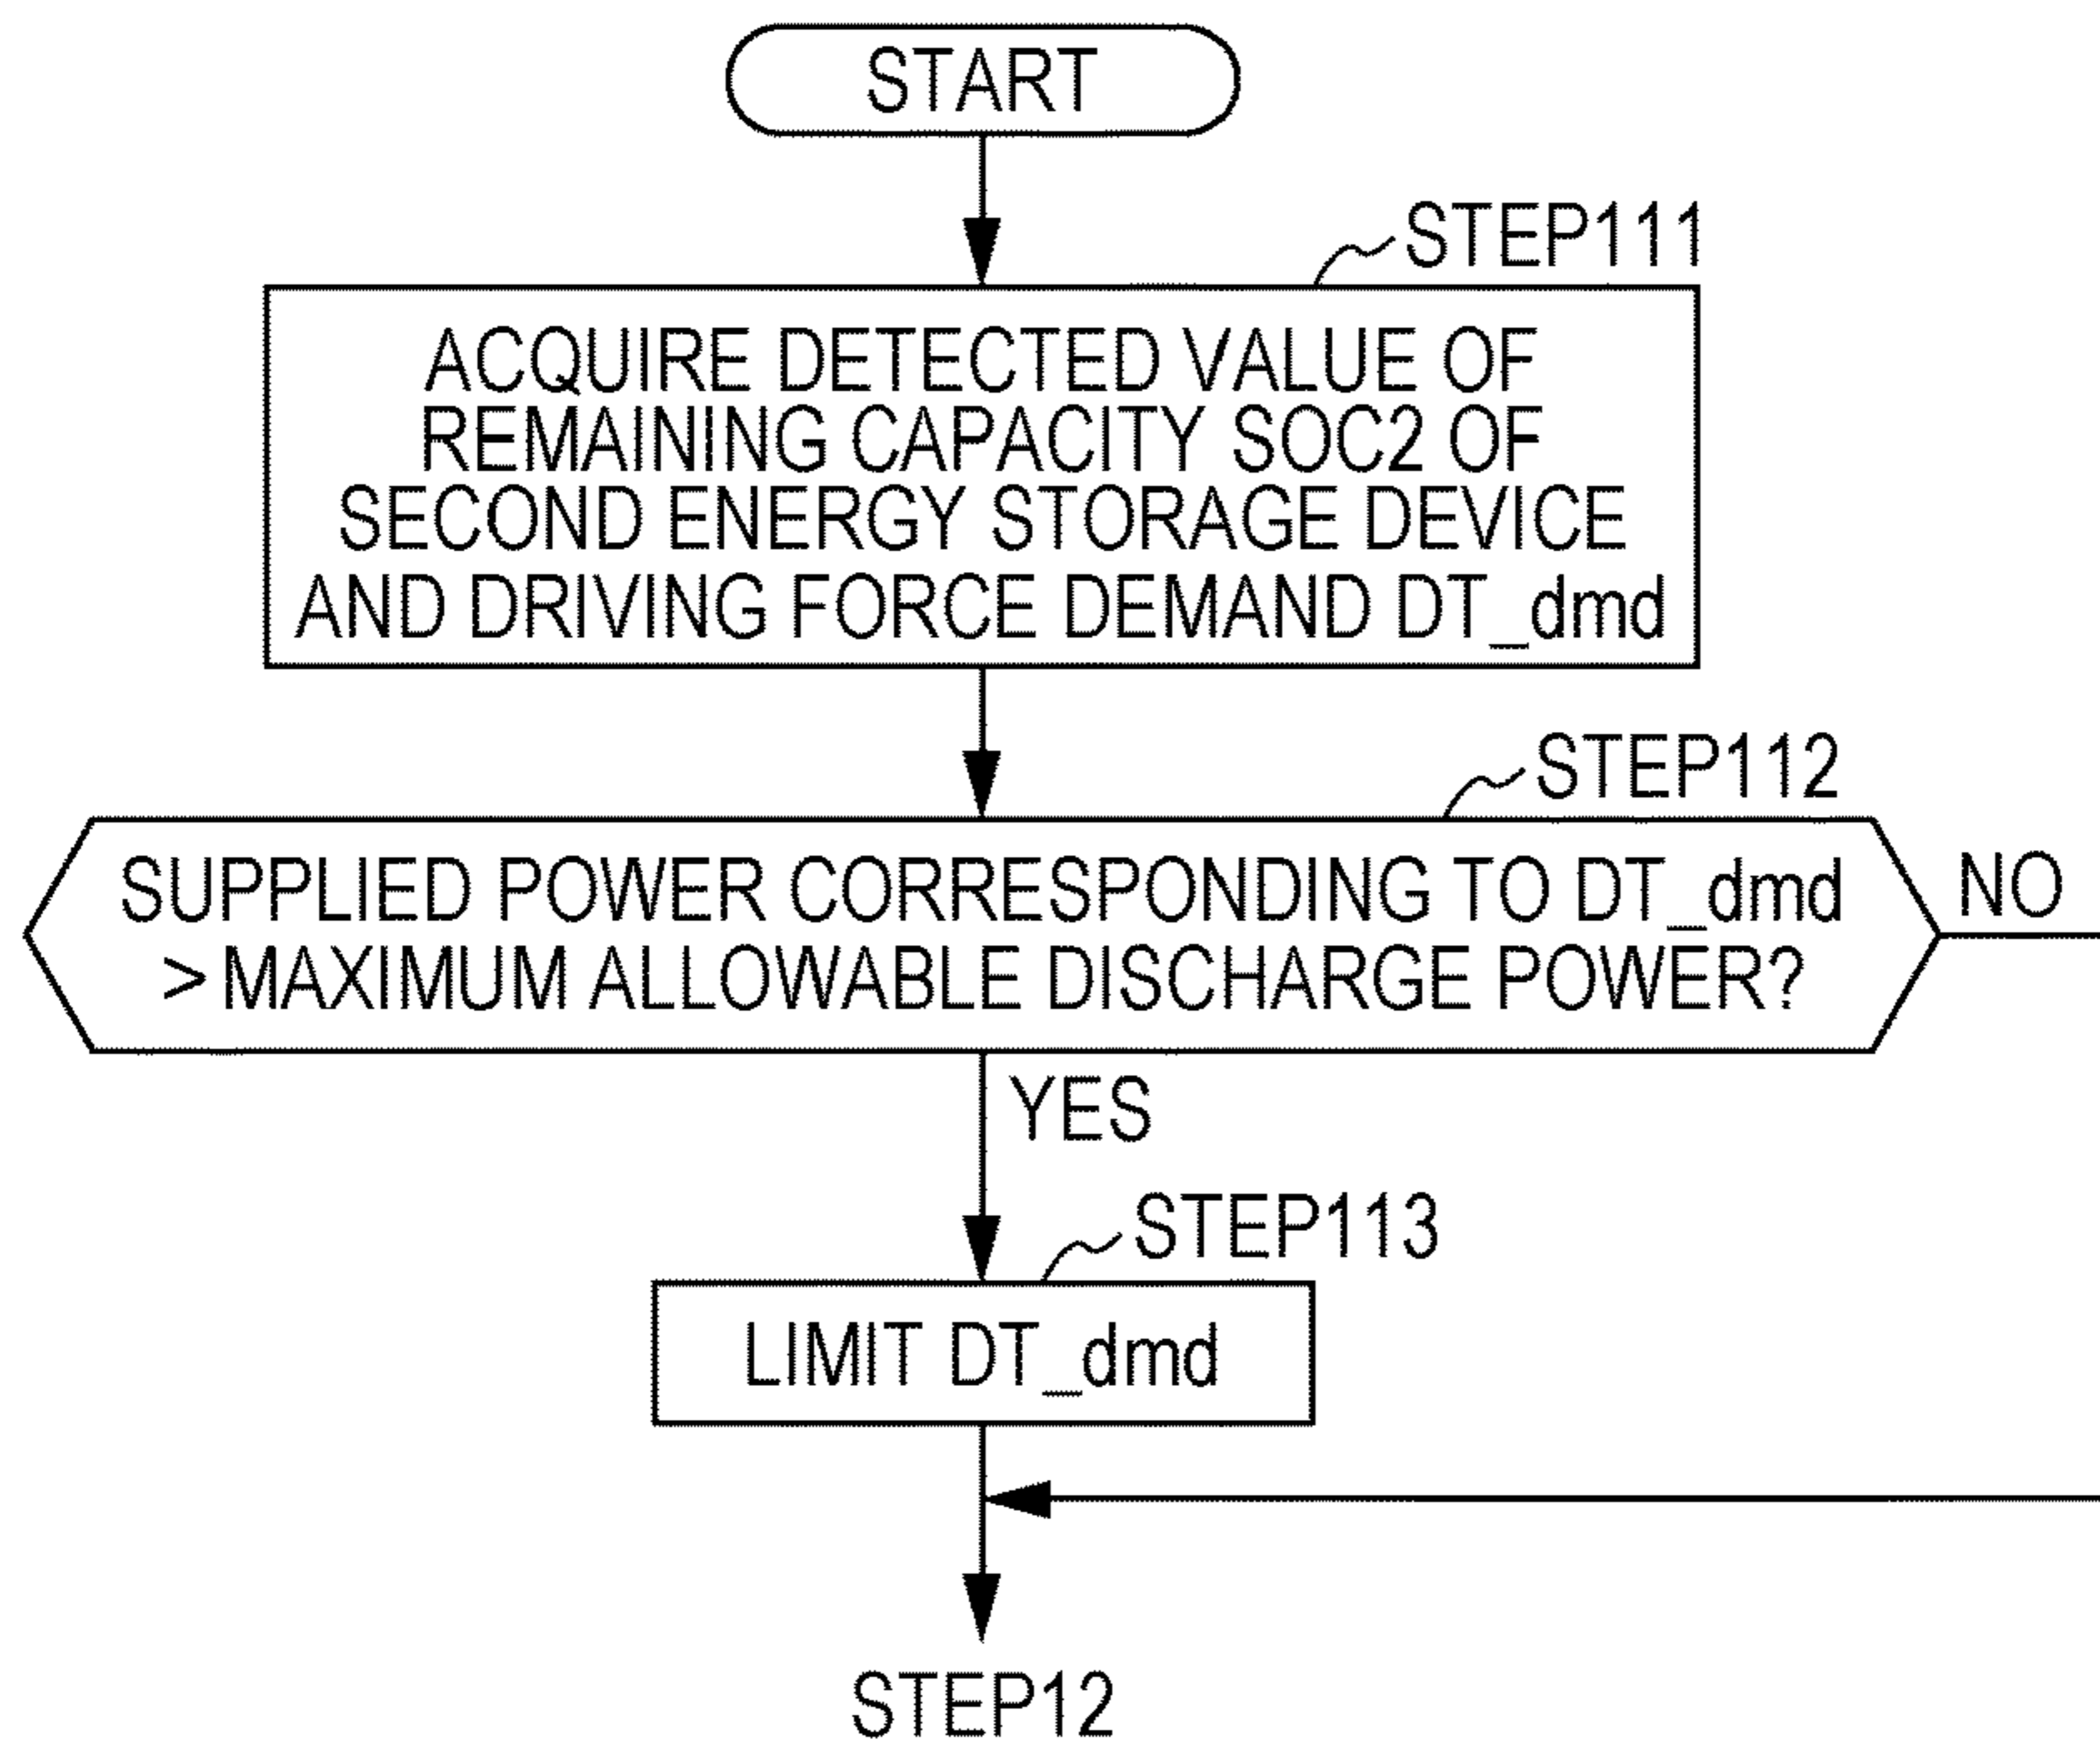 START
STEP111
ACQUIRE DETECTED VALUE OF
REMAINING CAPACITY SOC2 OF
SECOND ENERGY STORAGE DEVICE
AND DRIVING FORCE DEMAND DT_dmd
STEP112
SUPPLIED POWER CORRESPONDING TO DT_dmd
> MAXIMUM ALLOWABLE DISCHARGE POWER?
NO
YES
STEP113
LIMIT DT_dmd
STEP12